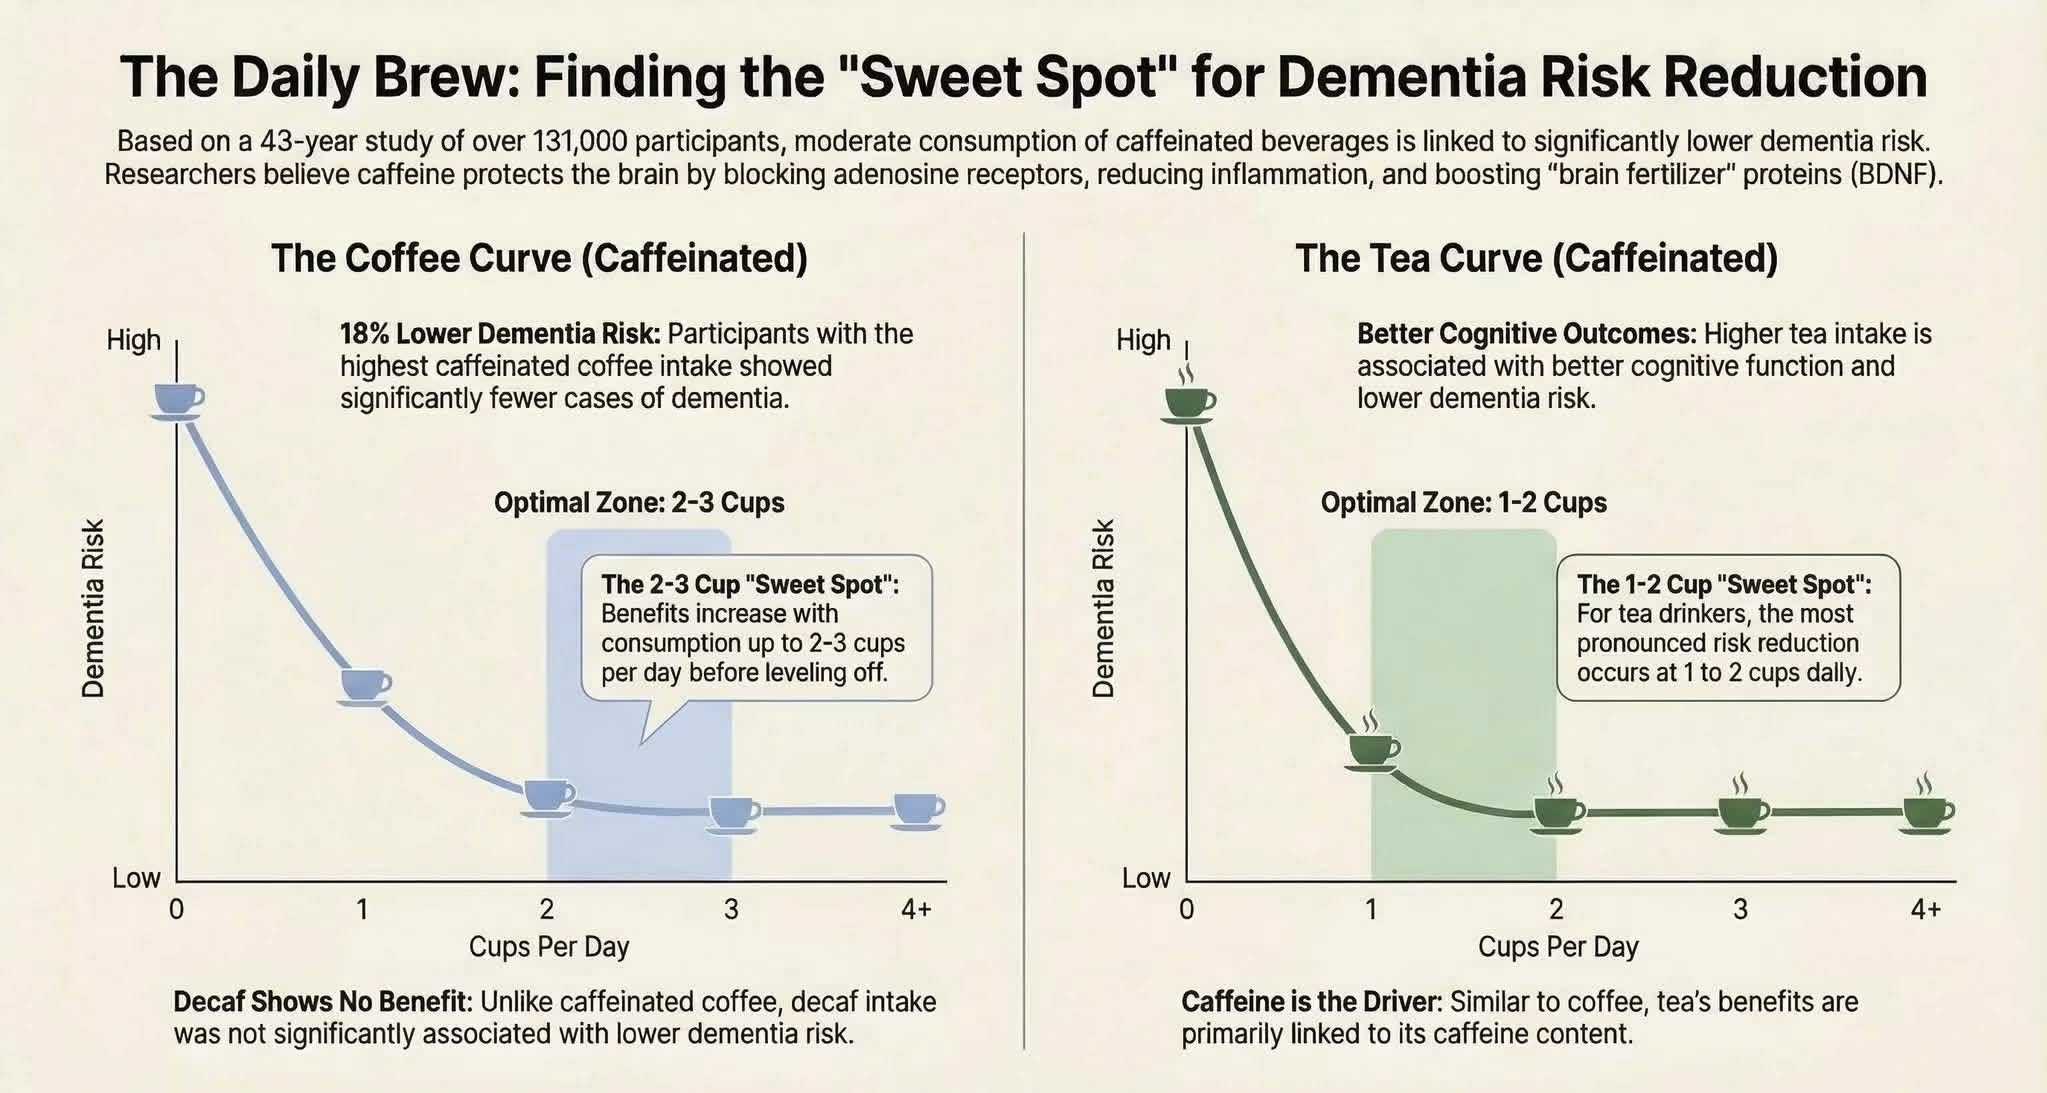 The Daily Brew: Finding the "Sweet Spot" for Dementia Risk Reduction
Based on a 43-year study of over 131,000 participants, moderate consumption of caffeinated beverages is linked to significantly lower dementia risk.
Researchers believe caffeine protects the brain by blocking adenosine receptors, reducing inflammation, and boosting “brain fertilizer” proteins (BDNF).
The Coffee Curve (Caffeinated)
High
18% Lower Dementia Risk: Participants with the
highest caffeinated coffee intake showed
significantly fewer cases of dementia.
Optimal Zone: 2-3 Cups
The 2-3 Cup "Sweet Spot":
Benefits increase with
consumption up to 2-3 cups
per day before leveling off.
Dementia Risk
Low
0 1 2 3 4+
Cups Per Day
Decaf Shows No Benefit: Unlike caffeinated coffee, decaf intake
was not significantly associated with lower dementia risk.
The Tea Curve (Caffeinated)
High
Better Cognitive Outcomes: Higher tea intake is
associated with better cognitive function and
lower dementia risk.
Optimal Zone: 1-2 Cups
The 1-2 Cup "Sweet Spot":
For tea drinkers, the most
pronounced risk reduction
occurs at 1 to 2 cups daily.
Dementia Risk
Low
0 1 2 3 4+
Cups Per Day
Caffeine is the Driver: Similar to coffee, tea’s benefits are
primarily linked to its caffeine content.